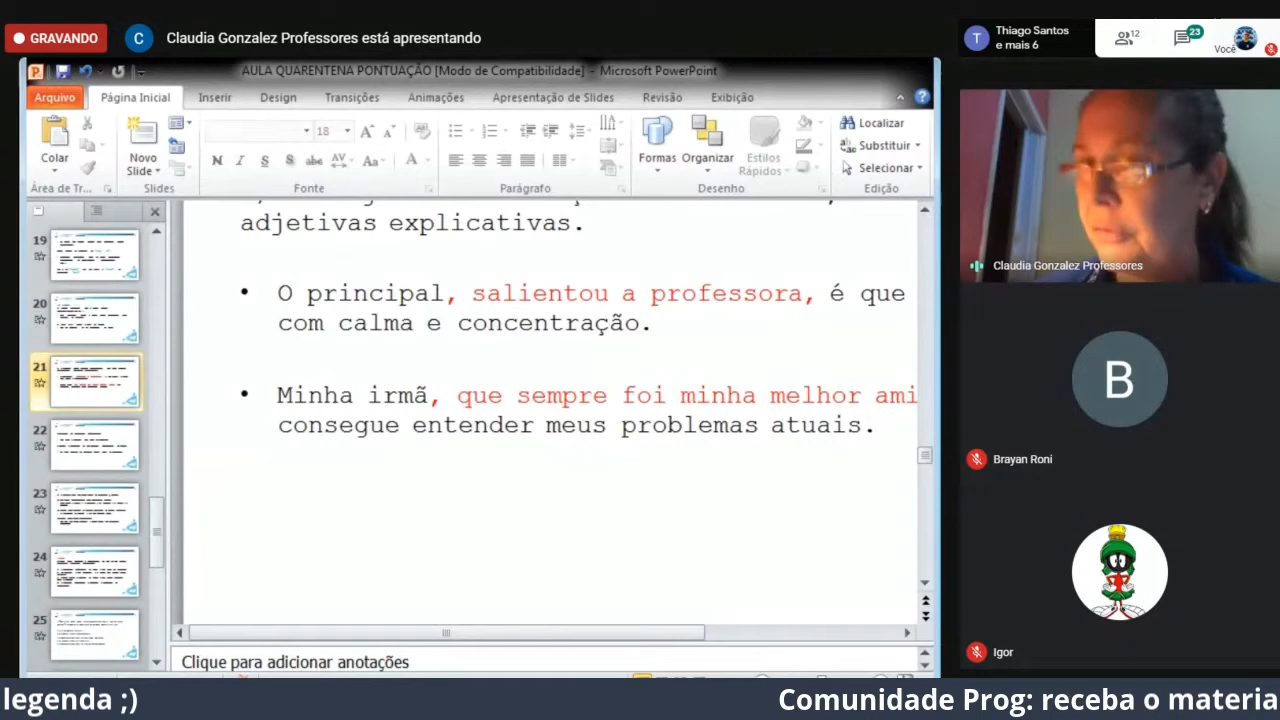 GRAVANDO
C
Claudia Gonzalez Professores está apresentando
T
Thiago Santos
e mais 6
12
23
Você
AULA QUARENTENA PONTUAÇÃO [Modo de Compatibilidade] - Microsoft PowerPoint
Arquivo
Página Inicial
Inserir
Design
Transições
Animações
Apresentação de Slides
Revisão
Exibição
Colar
Novo
Slide
18
Formas
Organizar
Estilos
Rápidos
Localizar
Substituir
Selecionar
Área de Tr...
Slides
Fonte
Parágrafo
Desenho
Edição
19
20
21
22
23
24
25
adjetivas explicativas.
• O principal, salientou a professora, é que
com calma e concentração.
• Minha irmã, que sempre foi minha melhor ami
consegue entender meus problemas atuais.
Clique para adicionar anotações
Claudia Gonzalez Professores
B
Brayan Roni
Igor
legenda ;)
Comunidade Prog: receba o materia